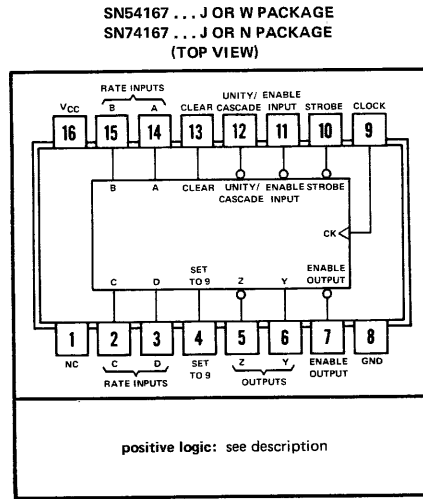 SN54167 ... J OR W PACKAGE
SN74167 ... J OR N PACKAGE
(TOP VIEW)
RATE INPUTS
UNITY/ ENABLE
VCC B A CLEAR CASCADE INPUT STROBE CLOCK
16 15 14 13 12 11 10 9
B A CLEAR UNITY/ ENABLE STROBE
CASCADE INPUT
CK
SET ENABLE
C D TO 9 Z Y OUTPUT
1 2 3 4 5 6 7 8
NC C D SET Z Y ENABLE GND
RATE INPUTS TO 9 OUTPUTS OUTPUT
positive logic: see description